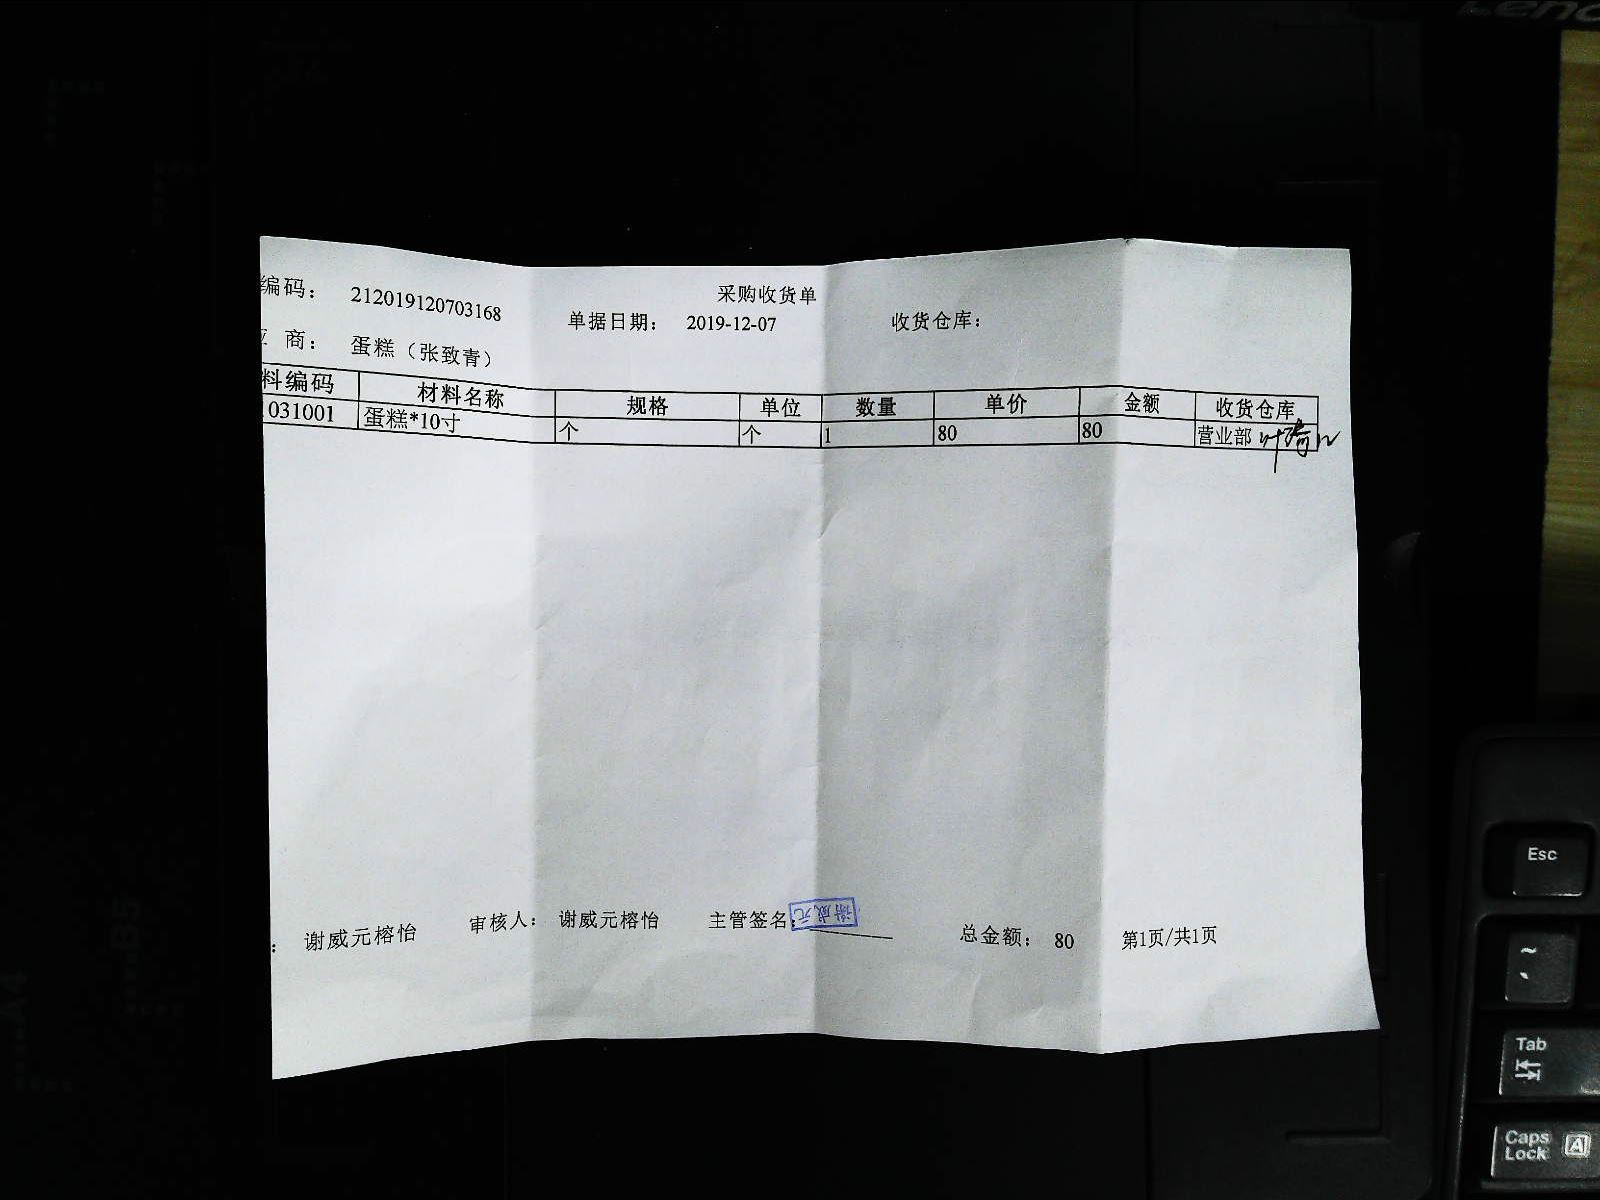 采购收货单
编码： 212019120703168 单据日期： 2019-12-07 收货仓库：
商： 蛋糕（张致青）
料编码 材料名称 规格 单位 数量 单价 金额 收货仓库
031001 蛋糕*10寸 个 个 1 80 80 营业部
： 谢威元榕怡 审核人： 谢威元榕怡 主管签名: 谢威元 总金额： 80 第1页/共1页
Esc
~
Tab
Caps Lock A